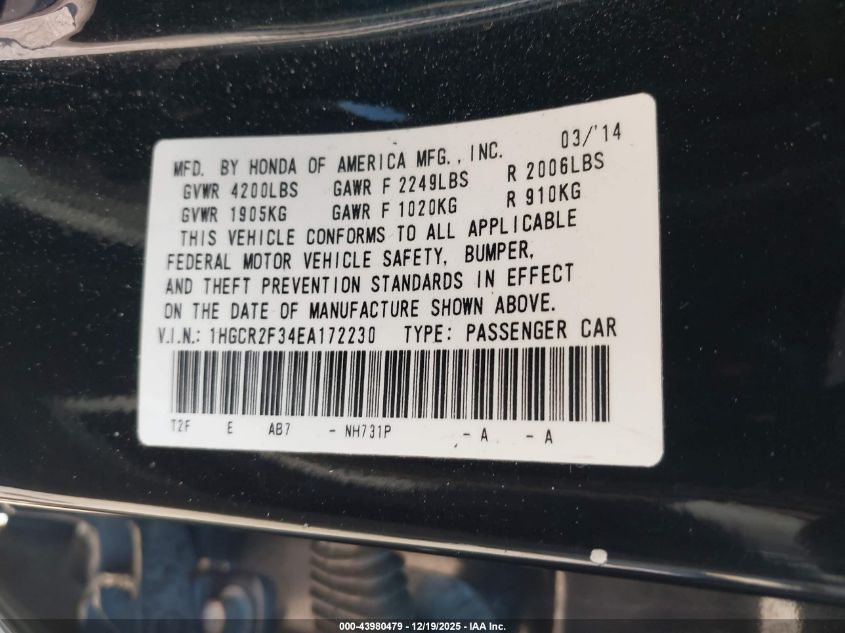 03/'14
MFD. BY HONDA OF AMERICA MFG., INC.
GVWR 4200LBS GAWR F 2249LBS R 2006LBS
GVWR 1905KG GAWR F 1020KG R 910KG
THIS VEHICLE CONFORMS TO ALL APPLICABLE
FEDERAL MOTOR VEHICLE SAFETY, BUMPER,
AND THEFT PREVENTION STANDARDS IN EFFECT
ON THE DATE OF MANUFACTURE SHOWN ABOVE.
V.I.N.: 1HGCR2F34EA172230 TYPE: PASSENGER CAR
T2F E AB7 - NH731P - A - A
000-43980479 - 12/19/2025 - IAA Inc.